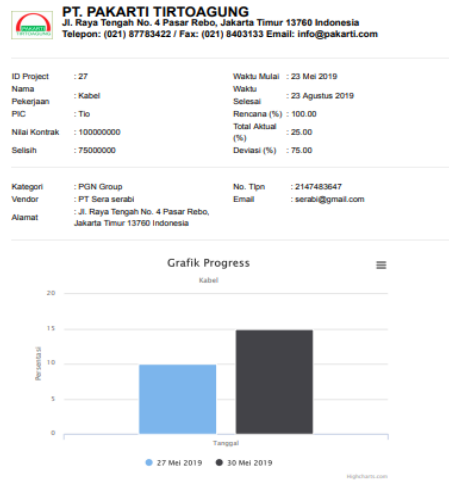 PT. PAKARTI TIRTOAGUNG
Jl. Raya Tengah No. 4 Pasar Rebo, Jakarta Timur 13760 Indonesia
Telepon: (021) 87783422 / Fax: (021) 8403133 Email: info@pakarti.com
PAKARTI
TIRTOAGUNG
ID Project : 27
Nama Pekerjaan : Kabel
PIC : Tio
Nilai Kontrak : 100000000
Selisih : 75000000
Waktu Mulai : 23 Mei 2019
Waktu Selesai : 23 Agustus 2019
Rencana (%) : 100.00
Total Aktual (%) : 25.00
Deviasi (%) : 75.00
Kategori : PGN Group
Vendor : PT Sera serabi
Alamat : Jl. Raya Tengah No. 4 Pasar Rebo, Jakarta Timur 13760 Indonesia
No. Tlpn : 2147483647
Email : serabi@gmail.com
Grafik Progress
Kabel
20
15
10
5
0
Persentasi
Tanggal
27 Mei 2019
30 Mei 2019
Highcharts.com